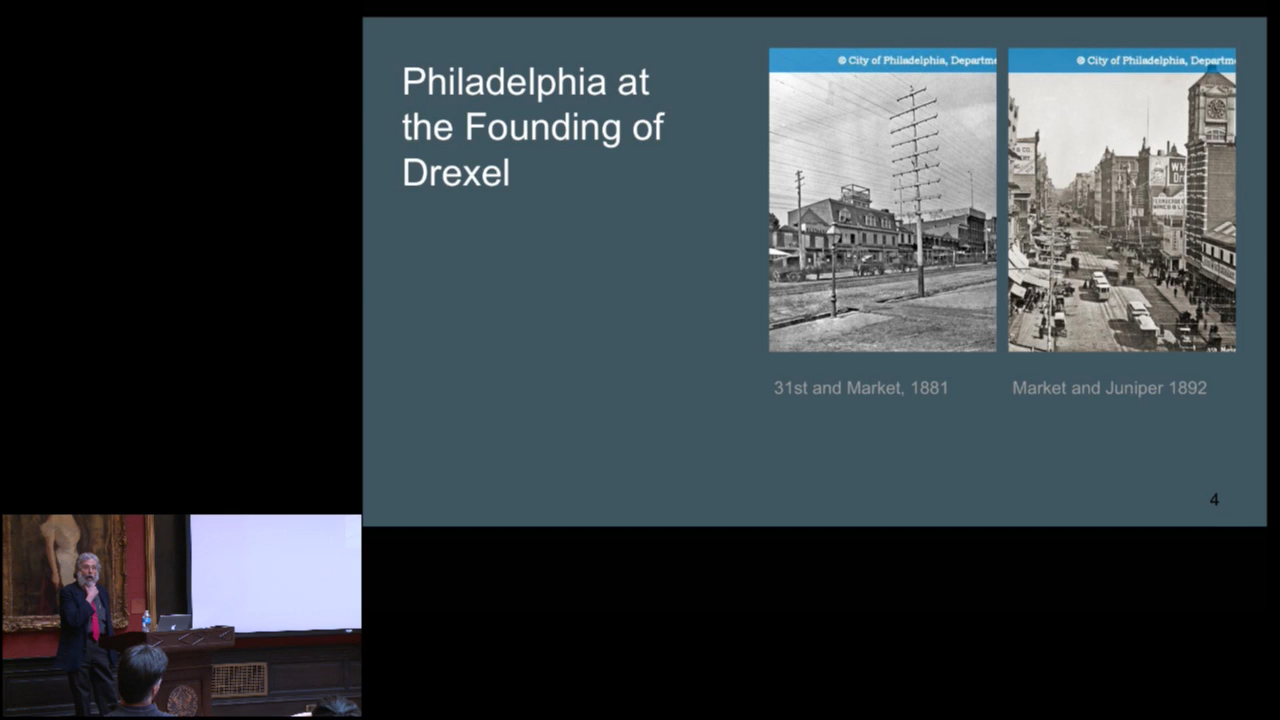 Philadelphia at
the Founding of
Drexel
© City of Philadelphia, Departme
© City of Philadelphia, Departme
31st and Market, 1881
Market and Juniper 1892
4